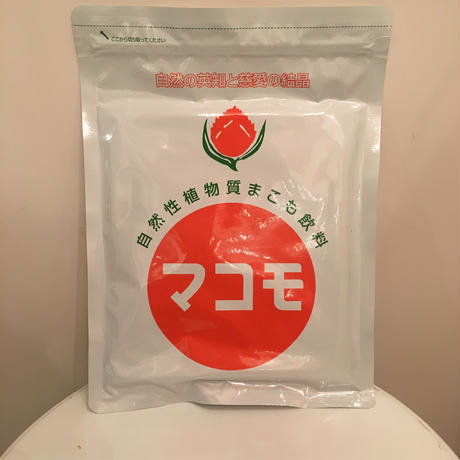 ここから切り取ってください
自然の英知と慈愛の結晶
自然性植物質まこも飲料
マコモ